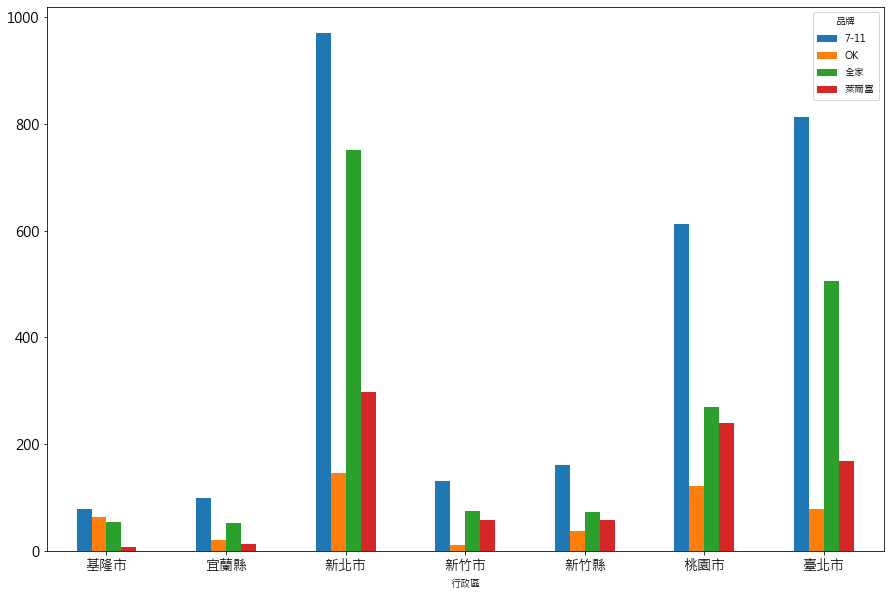 1000
800
600
400
200
0
品牌
7-11
OK
全家
萊爾富
基隆市
宜蘭縣
新北市
新竹市
新竹縣
桃園市
臺北市
行政區